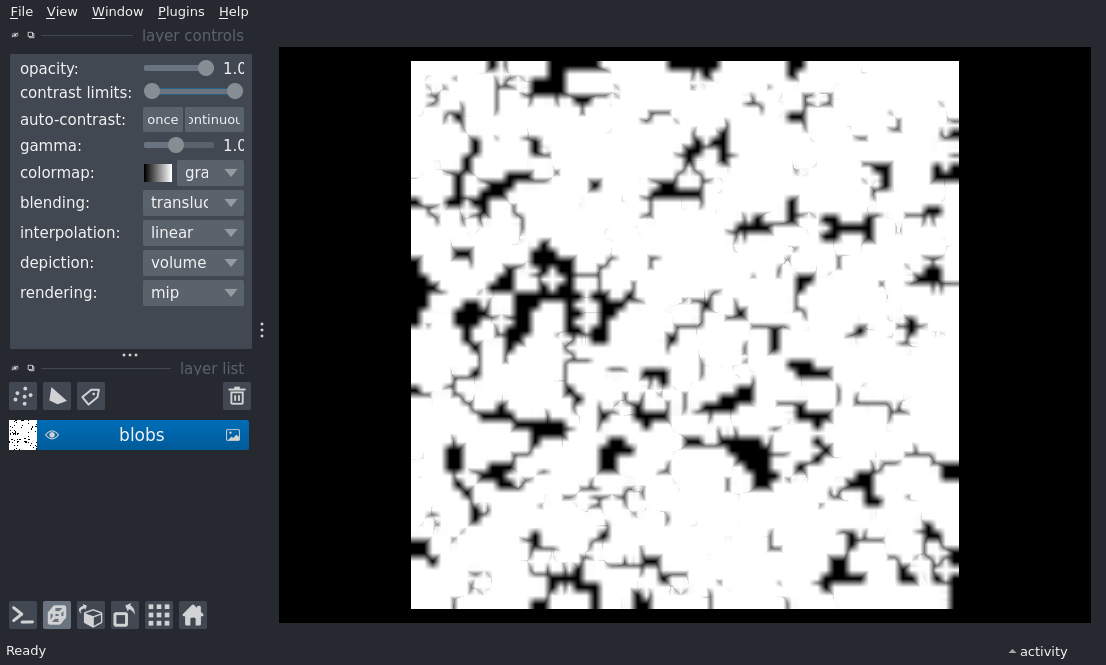 File View Window Plugins Help
layer controls
opacity: 1.0
contrast limits:
auto-contrast: once ontinuou
gamma: 1.0
colormap: gra
blending: transluc
interpolation: linear
depiction: volume
rendering: mip
layer list
blobs
Ready
activity